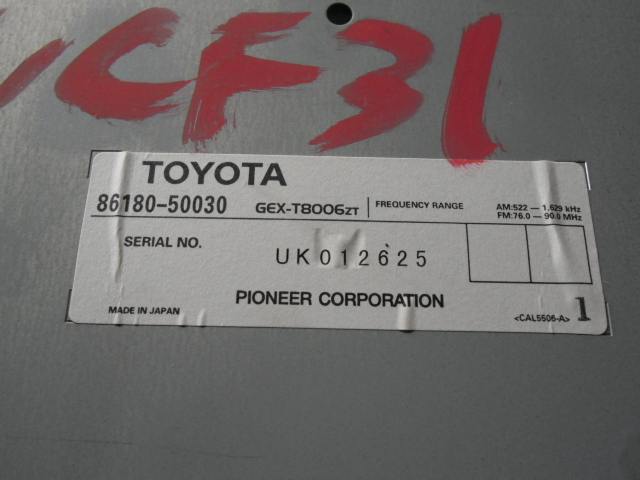 UCF31
TOYOTA
86180-50030 GEX-T8006ZT FREQUENCY RANGE AM:522 — 1,629 kHz
FM:76.0 — 90.0 MHz
SERIAL NO. UK012625
PIONEER CORPORATION
MADE IN JAPAN <CAL5506-A> 1